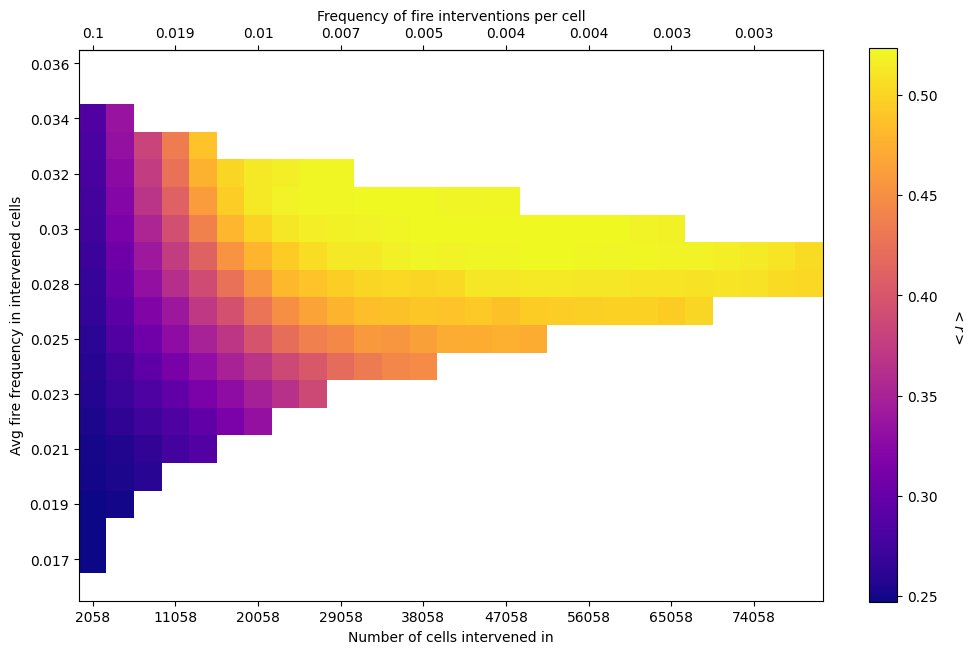 Frequency of fire interventions per cell
0.1 0.019 0.01 0.007 0.005 0.004 0.004 0.003 0.003
Avg fire frequency in intervened cells
0.036
0.034
0.032
0.03
0.028
0.025
0.023
0.021
0.019
0.017
2058 11058 20058 29058 38058 47058 56058 65058 74058
Number of cells intervened in
0.50
0.45
0.40
0.35
0.30
0.25
< r >